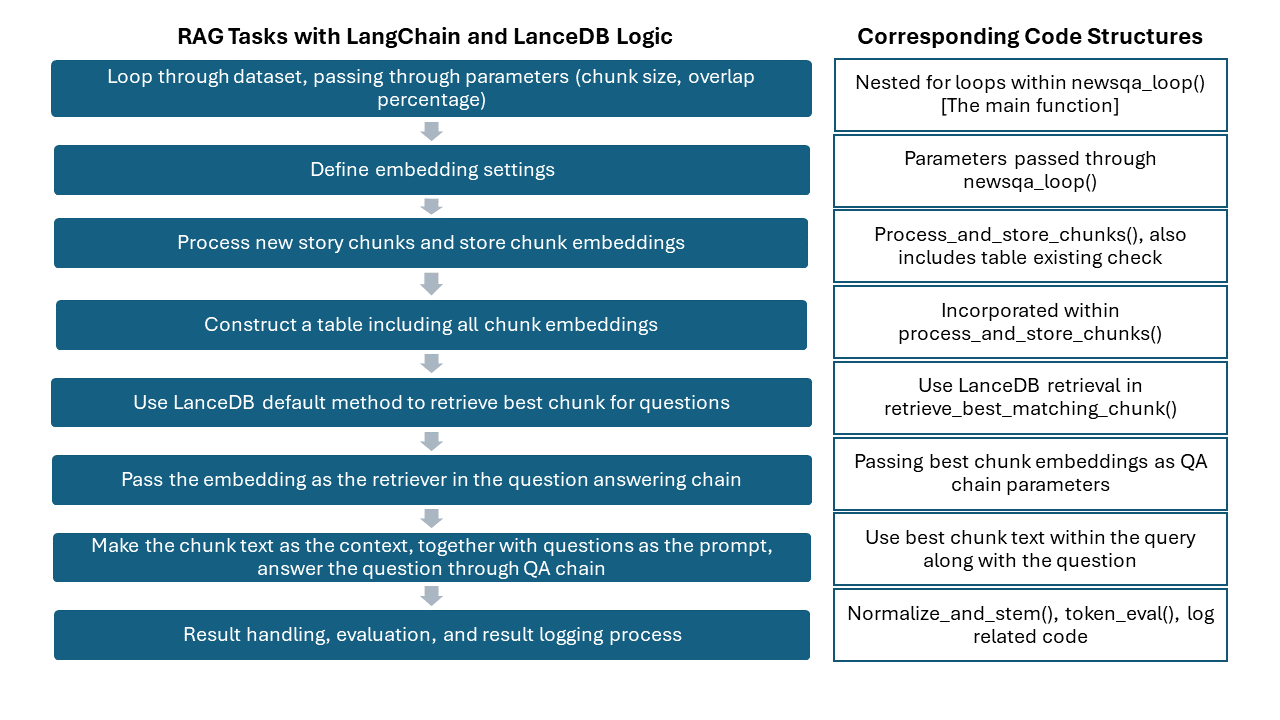 RAG Tasks with LangChain and LanceDB Logic
Corresponding Code Structures
Loop through dataset, passing through parameters (chunk size, overlap
percentage)
Nested for loops within newsqa_loop()
[The main function]
Define embedding settings
Parameters passed through
newsqa_loop()
Process new story chunks and store chunk embeddings
Process_and_store_chunks(), also
includes table existing check
Construct a table including all chunk embeddings
Incorporated within
process_and_store_chunks()
Use LanceDB default method to retrieve best chunk for questions
Use LanceDB retrieval in
retrieve_best_matching_chunk()
Pass the embedding as the retriever in the question answering chain
Passing best chunk embeddings as QA
chain parameters
Make the chunk text as the context, together with questions as the prompt,
answer the question through QA chain
Use best chunk text within the query
along with the question
Result handling, evaluation, and result logging process
Normalize_and_stem(), token_eval(), log
related code